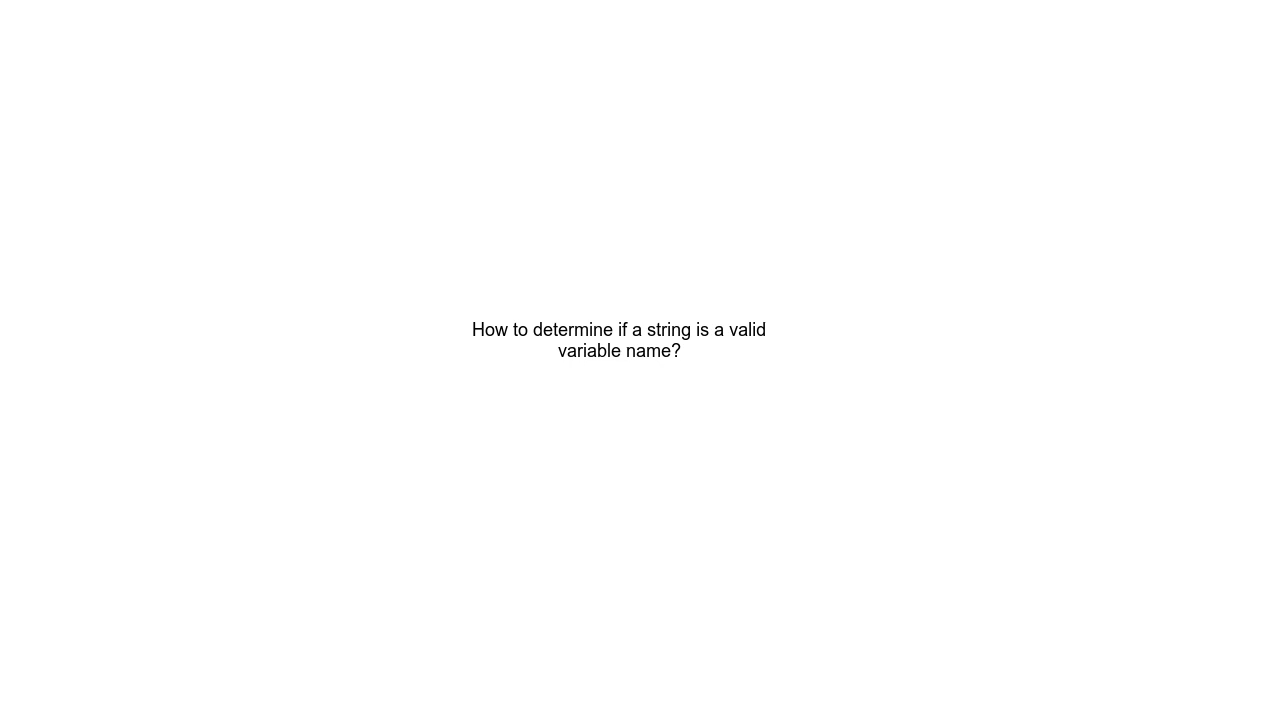 How to determine if a string is a valid
variable name?